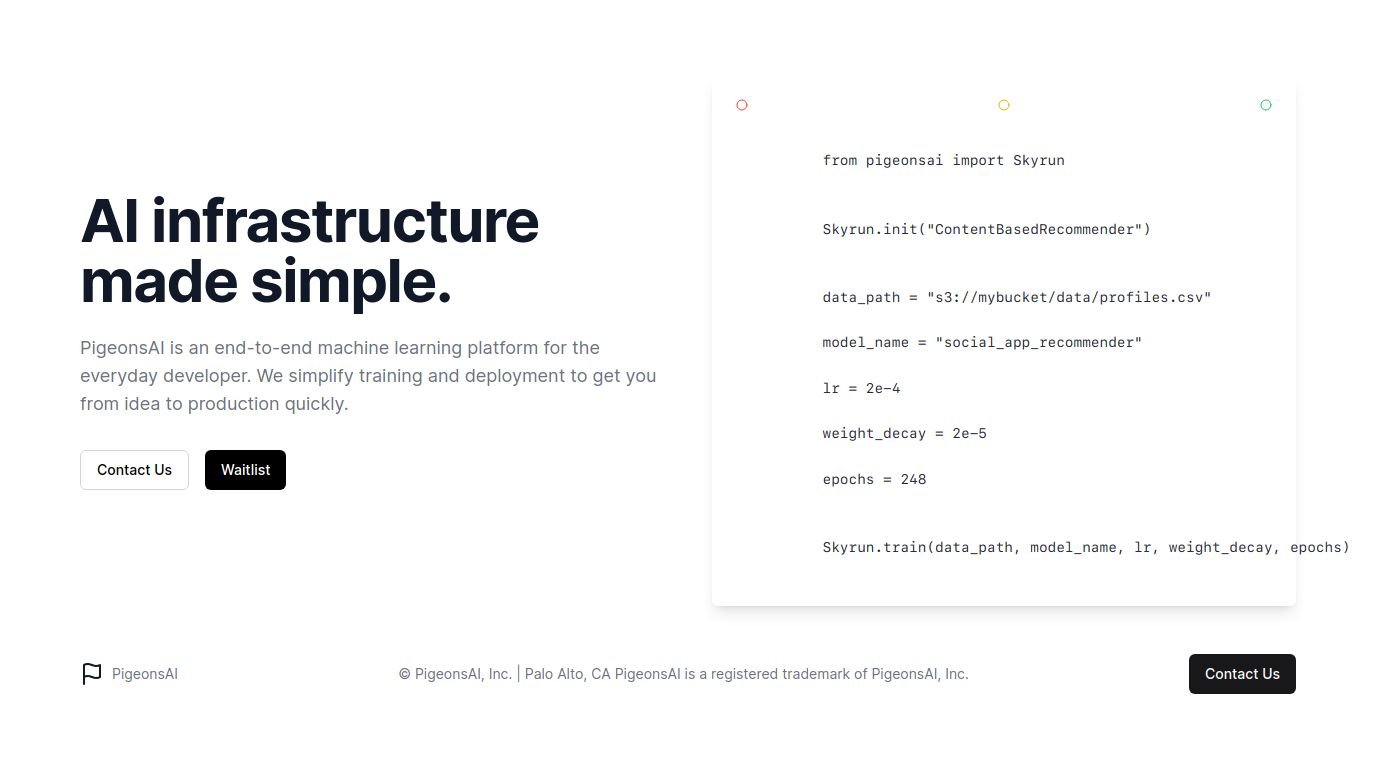 AI infrastructure
made simple.
PigeonsAI is an end-to-end machine learning platform for the
everyday developer. We simplify training and deployment to get you
from idea to production quickly.
Contact Us
Waitlist
from pigeonsai import Skyrun
Skyrun.init("ContentBasedRecommender")
data_path = "s3://mybucket/data/profiles.csv"
model_name = "social_app_recommender"
lr = 2e-4
weight_decay = 2e-5
epochs = 248
Skyrun.train(data_path, model_name, lr, weight_decay, epochs)
PigeonsAI
© PigeonsAI, Inc. | Palo Alto, CA PigeonsAI is a registered trademark of PigeonsAI, Inc.
Contact Us